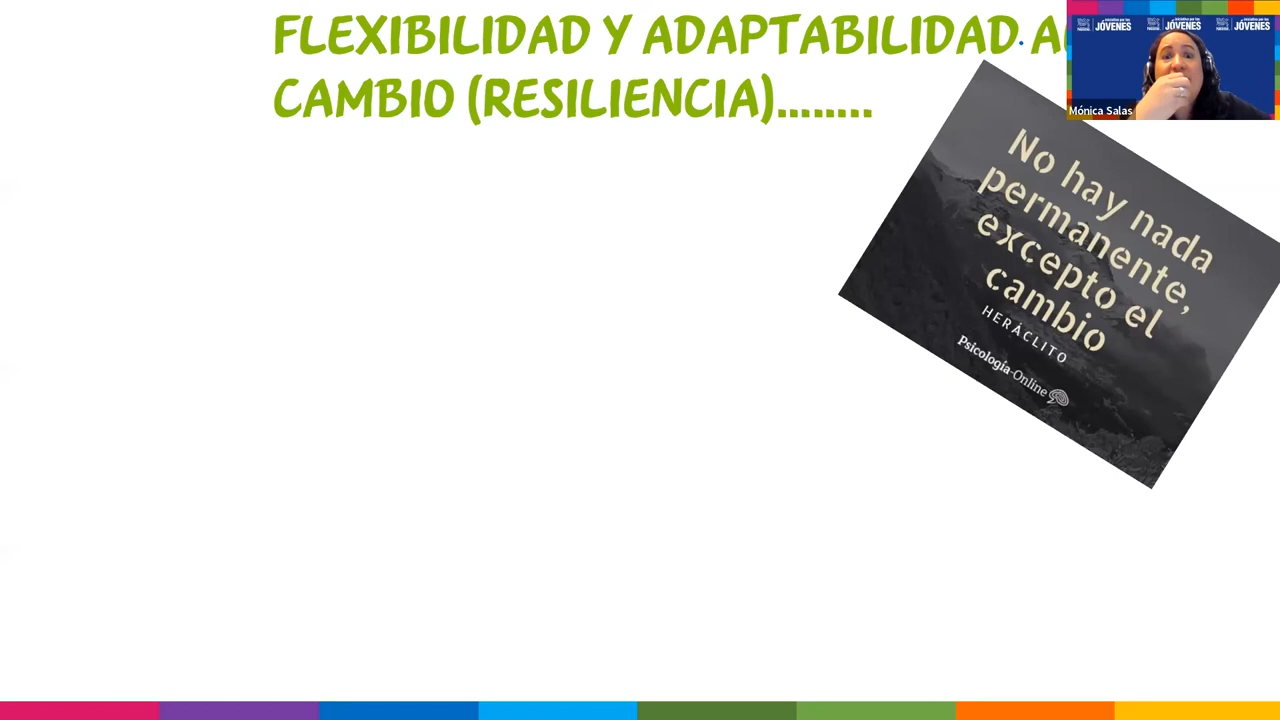 FLEXIBILIDAD Y ADAPTABILIDAD A
CAMBIO (RESILIENCIA)........
JÓVENES JÓVENES JÓVENES
Mónica Salas
No hay nada
permanente,
excepto el
cambio
HERÁCLITO
Psicología-Online